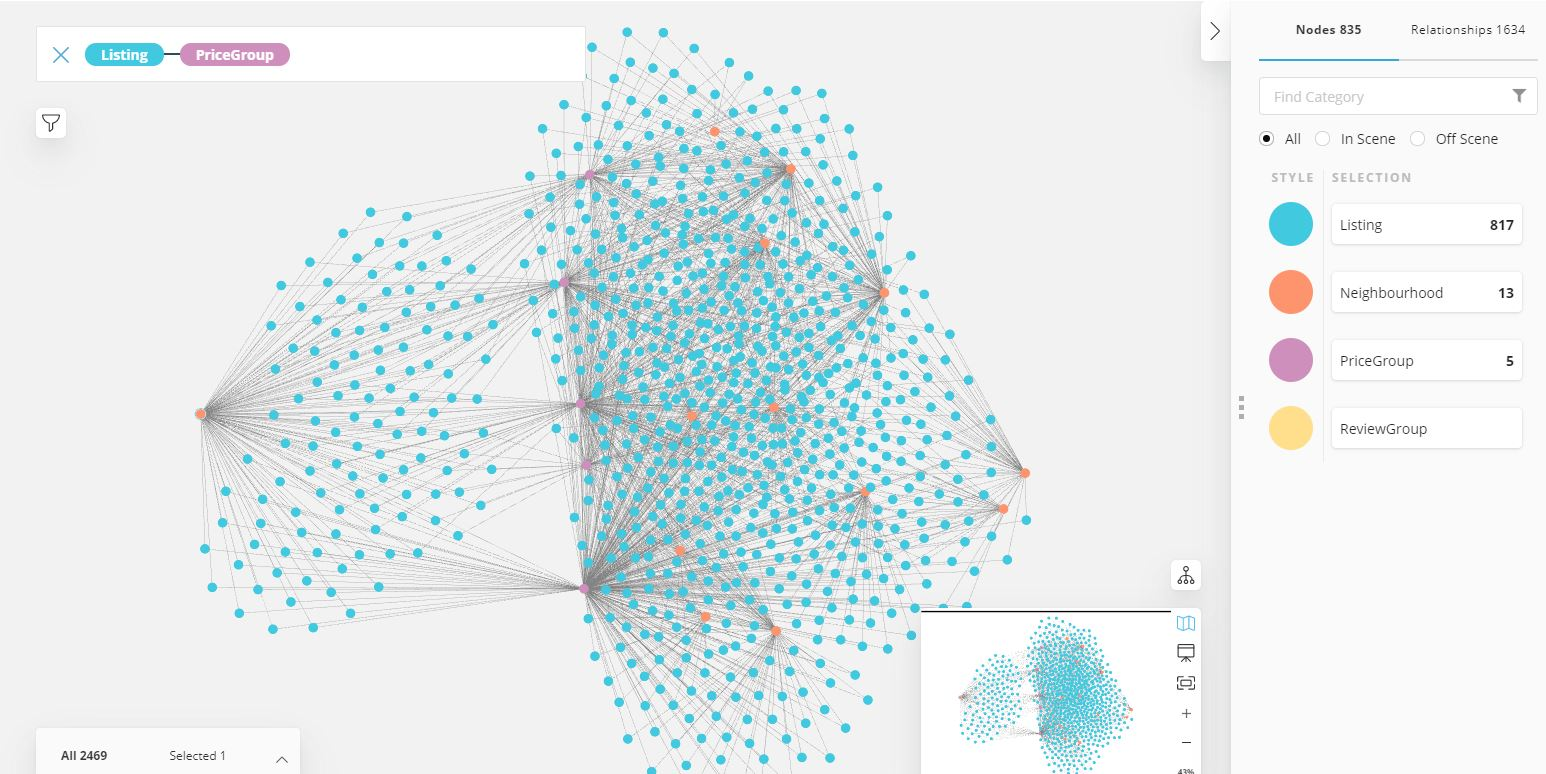 Listing PriceGroup
Nodes 835 Relationships 1634
Find Category
All In Scene Off Scene
STYLE SELECTION
Listing 817
Neighbourhood 13
PriceGroup 5
ReviewGroup
All 2469 Selected 1
43%